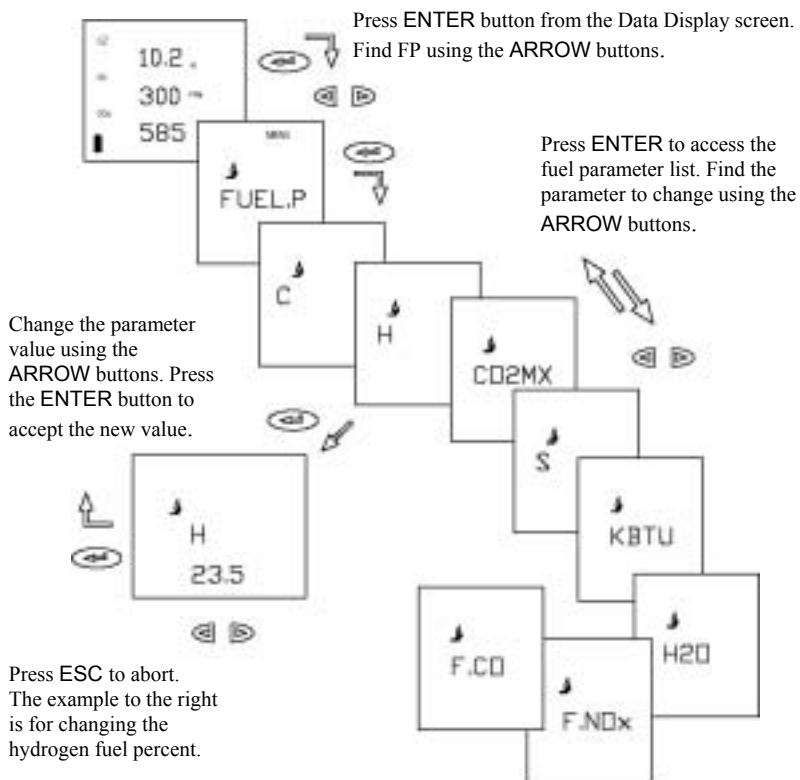 Press ENTER button from the Data Display screen.
Find FP using the ARROW buttons.
10.2
300
585
MENU
FUEL.P
Press ENTER to access the
fuel parameter list. Find the
parameter to change using the
ARROW buttons.
C
H
CO2MX
S
KBTU
H2O
F.NOx
F.CO
Change the parameter
value using the
ARROW buttons. Press
the ENTER button to
accept the new value.
H
23.5
Press ESC to abort.
The example to the right
is for changing the
hydrogen fuel percent.